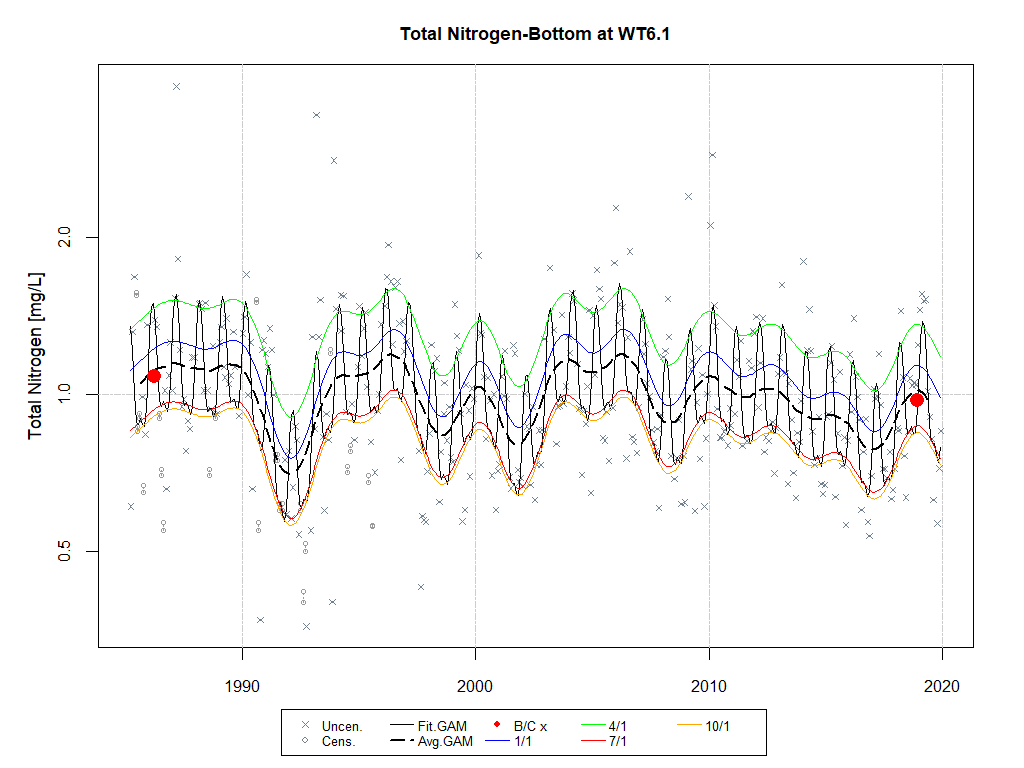 Total Nitrogen-Bottom at WT6.1
Total Nitrogen [mg/L]
2.0
1.0
0.5
1990 2000 2010 2020
Uncen. Fit.GAM B/C x 4/1 10/1
Cens. Avg.GAM 1/1 7/1